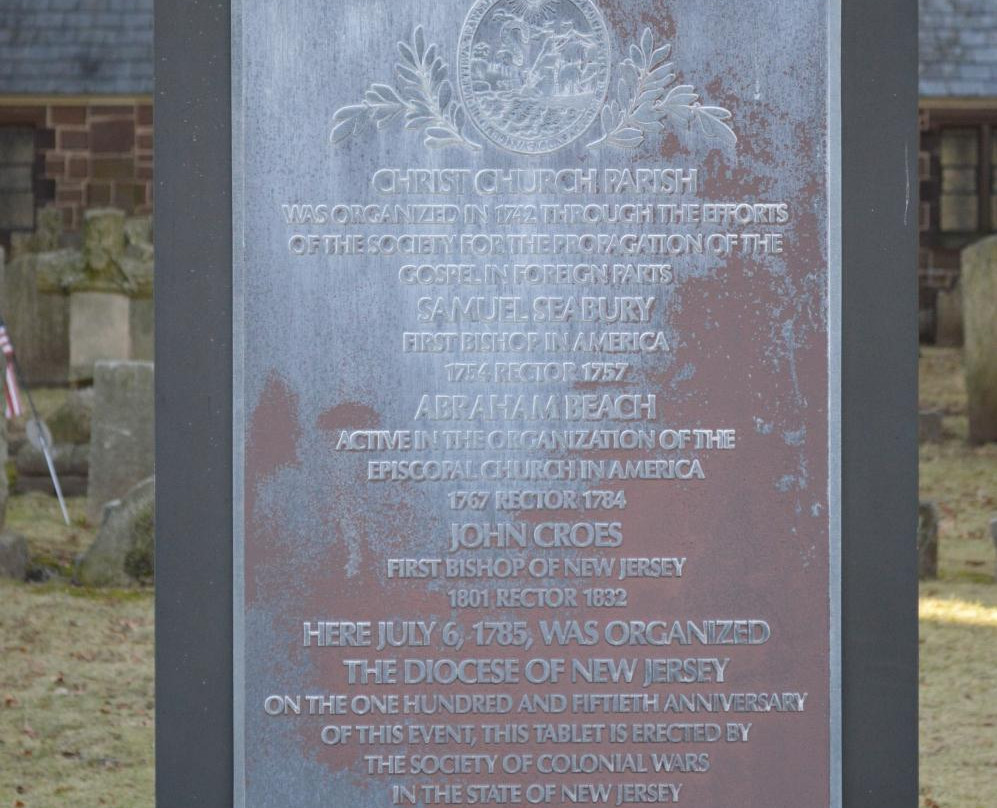 CHRIST CHURCH PARISH
WAS ORGANIZED IN 1742 THROUGH THE EFFORTS
OF THE SOCIETY FOR THE PROPAGATION OF THE
GOSPEL IN FOREIGN PARTS
SAMUEL SEABURY
FIRST BISHOP IN AMERICA
1754 RECTOR 1757
ABRAHAM BEACH
ACTIVE IN THE ORGANIZATION OF THE
EPISCOPAL CHURCH IN AMERICA
1767 RECTOR 1784
JOHN CROES
FIRST BISHOP OF NEW JERSEY
1801 RECTOR 1832
HERE JULY 6, 1785, WAS ORGANIZED
THE DIOCESE OF NEW JERSEY
ON THE ONE HUNDRED AND FIFTIETH ANNIVERSARY
OF THIS EVENT, THIS TABLET IS ERECTED BY
THE SOCIETY OF COLONIAL WARS
IN THE STATE OF NEW JERSEY